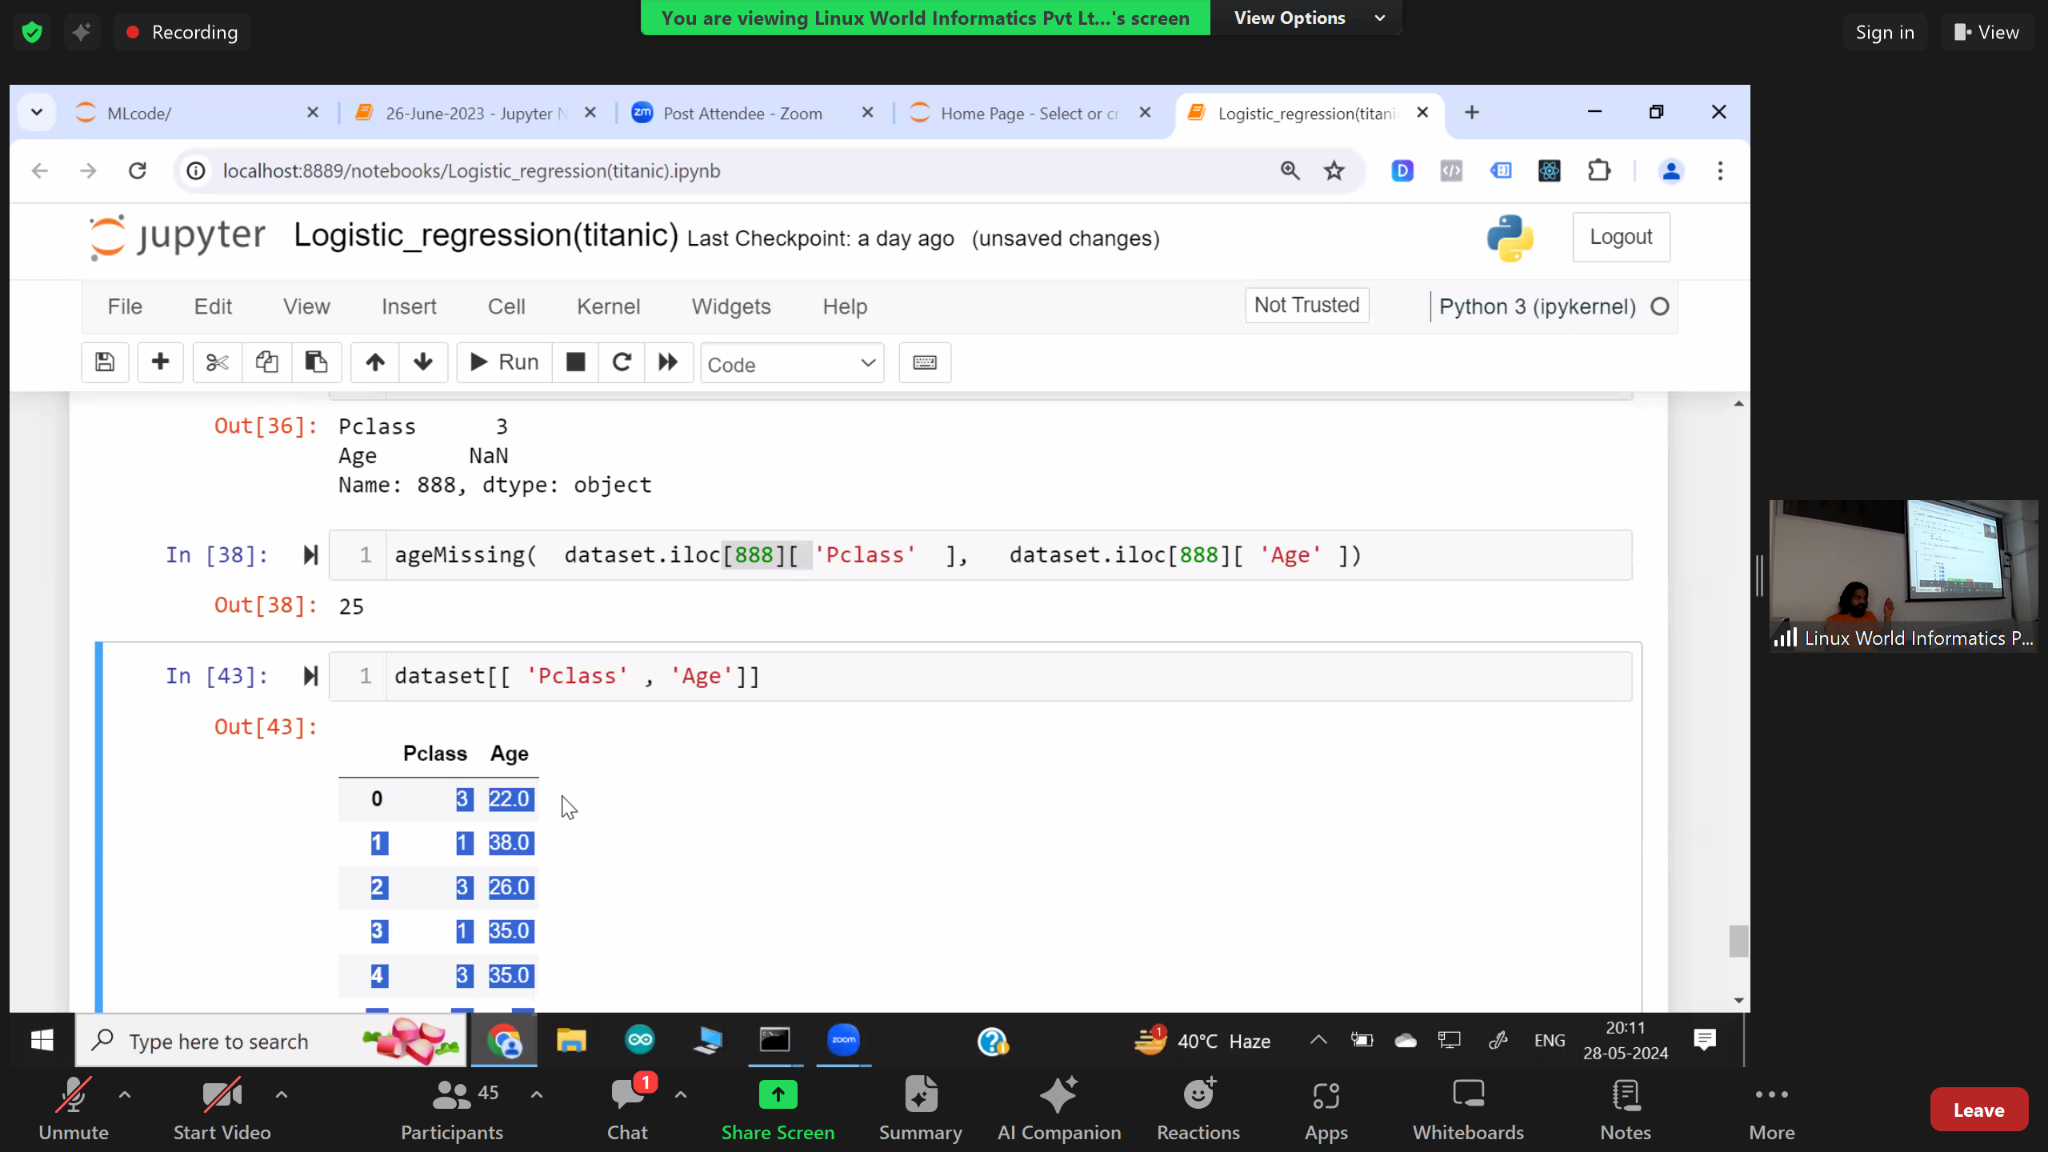 Recording
You are viewing Linux World Informatics Pvt Lt...'s screen
View Options
Sign in
View
MLcode/
26-June-2023 - Jupyter N
Post Attendee - Zoom
Home Page - Select or cr
Logistic_regression(titani
localhost:8889/notebooks/Logistic_regression(titanic).ipynb
jupyter
Logistic_regression(titanic) Last Checkpoint: a day ago (unsaved changes)
Logout
File Edit View Insert Cell Kernel Widgets Help
Not Trusted
Python 3 (ipykernel)
Run
Code
Out[36]: Pclass 3
Age NaN
Name: 888, dtype: object
In [38]: 1 ageMissing( dataset.iloc[888][ 'Pclass' ], dataset.iloc[888][ 'Age' ])
Out[38]: 25
In [43]: 1 dataset[[ 'Pclass' , 'Age']]
Out[43]:
Pclass Age
0 3 22.0
1 1 38.0
2 3 26.0
3 1 35.0
4 3 35.0
Linux World Informatics P...
Type here to search
zoom
1
40°C Haze
ENG
20:11
28-05-2024
Unmute
Start Video
45
Participants
1
Chat
Share Screen
Summary
AI Companion
Reactions
Apps
Whiteboards
Notes
More
Leave